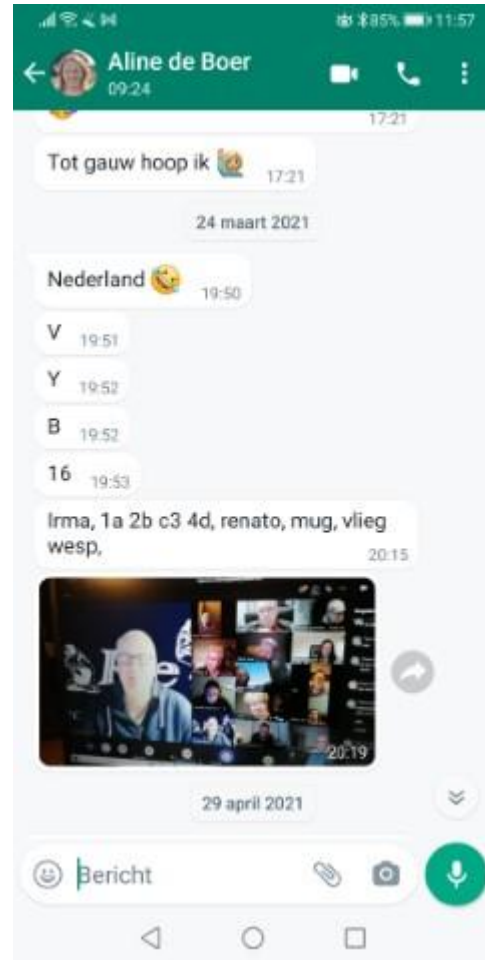 85% 11:57
Aline de Boer
09:24
17:21
Tot gauw hoop ik
17:21
24 maart 2021
Nederland
19:50
V 19:51
Y 19:52
B 19:52
16 19:53
Irma, 1a 2b c3 4d, renato, mug, vlieg
wesp,
20:15
20:19
29 april 2021
Bericht